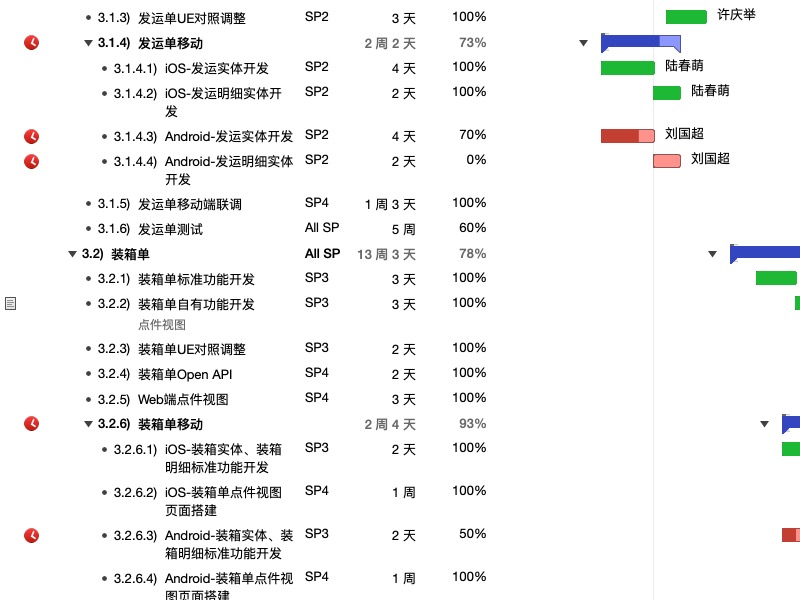 3.1.3) 发运单UE对照调整 SP2 3 天 100% 许庆举
3.1.4) 发运单移动 2 周 2 天 73%
3.1.4.1) iOS-发运实体开发 SP2 4 天 100% 陆春萌
3.1.4.2) iOS-发运明细实体开 SP2 2 天 100% 陆春萌
发
3.1.4.3) Android-发运实体开发 SP2 4 天 70% 刘国超
3.1.4.4) Android-发运明细实体 SP2 2 天 0% 刘国超
开发
3.1.5) 发运单移动端联调 SP4 1 周 3 天 100%
3.1.6) 发运单测试 All SP 5 周 60%
3.2) 装箱单 All SP 13 周 3 天 78%
3.2.1) 装箱单标准功能开发 SP3 3 天 100%
3.2.2) 装箱单自有功能开发 SP3 3 天 100%
点件视图
3.2.3) 装箱单UE对照调整 SP3 2 天 100%
3.2.4) 装箱单Open API SP4 2 天 100%
3.2.5) Web端点件视图 SP4 3 天 100%
3.2.6) 装箱单移动 2 周 4 天 93%
3.2.6.1) iOS-装箱实体、装箱 SP3 2 天 100%
明细标准功能开发
3.2.6.2) iOS-装箱单点件视图 SP4 1 周 100%
页面搭建
3.2.6.3) Android-装箱实体、装 SP3 2 天 50%
箱明细标准功能开发
3.2.6.4) Android-装箱单点件视 SP4 1 周 100%
图页面搭建